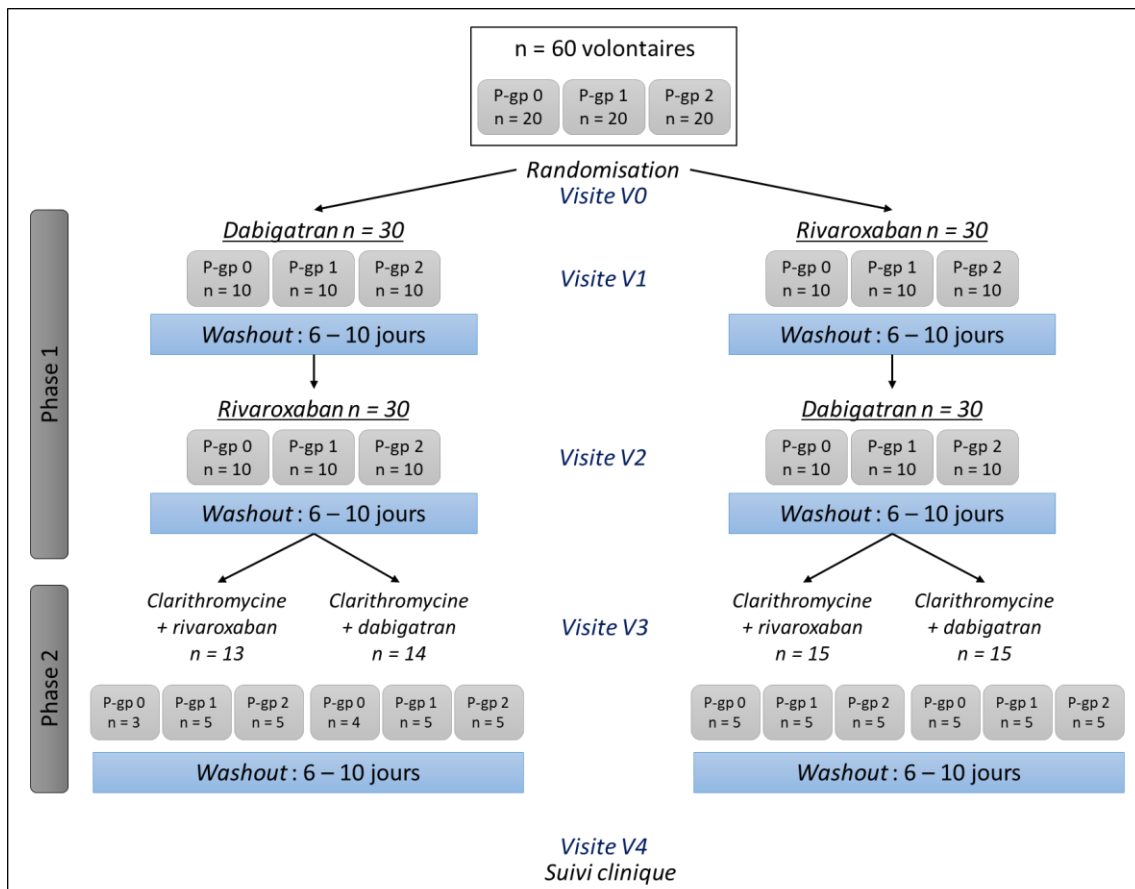 n = 60 volontaires
P-gp 0 P-gp 1 P-gp 2
n = 20 n = 20 n = 20
Randomisation
Visite V0
Phase 1
Dabigatran n = 30
Rivaroxaban n = 30
P-gp 0 P-gp 1 P-gp 2
n = 10 n = 10 n = 10
Visite V1
P-gp 0 P-gp 1 P-gp 2
n = 10 n = 10 n = 10
Washout : 6 – 10 jours
Washout : 6 – 10 jours
Rivaroxaban n = 30
Dabigatran n = 30
P-gp 0 P-gp 1 P-gp 2
n = 10 n = 10 n = 10
Visite V2
P-gp 0 P-gp 1 P-gp 2
n = 10 n = 10 n = 10
Washout : 6 – 10 jours
Washout : 6 – 10 jours
Phase 2
Clarithromycine
+ rivaroxaban
n = 13
Clarithromycine
+ dabigatran
n = 14
Visite V3
Clarithromycine
+ rivaroxaban
n = 15
Clarithromycine
+ dabigatran
n = 15
P-gp 0 P-gp 1 P-gp 2 P-gp 0 P-gp 1 P-gp 2
n = 3 n = 5 n = 5 n = 4 n = 5 n = 5
P-gp 0 P-gp 1 P-gp 2 P-gp 0 P-gp 1 P-gp 2
n = 5 n = 5 n = 5 n = 5 n = 5 n = 5
Washout : 6 – 10 jours
Washout : 6 – 10 jours
Visite V4
Suivi clinique